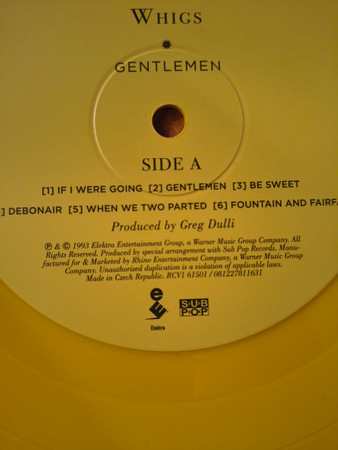 WHIGS
GENTLEMEN
SIDE A
[1] IF I WERE GOING [2] GENTLEMEN [3] BE SWEET
] DEBONAIR [5] WHEN WE TWO PARTED [6] FOUNTAIN AND FAIRFA
Produced by Greg Dulli
℗ & © 1993 Elektra Entertainment Group, a Warner Music Group Company. All
Rights Reserved. Produced by special arrangement with Sub Pop Records. Manu-
factured for & Marketed by Rhino Entertainment Company, a Warner Music Group
Company. Unauthorized duplication is a violation of applicable laws.
Made in Czech Republic. RCV1 61501 / 081227811631
Elektra
SUB
POP